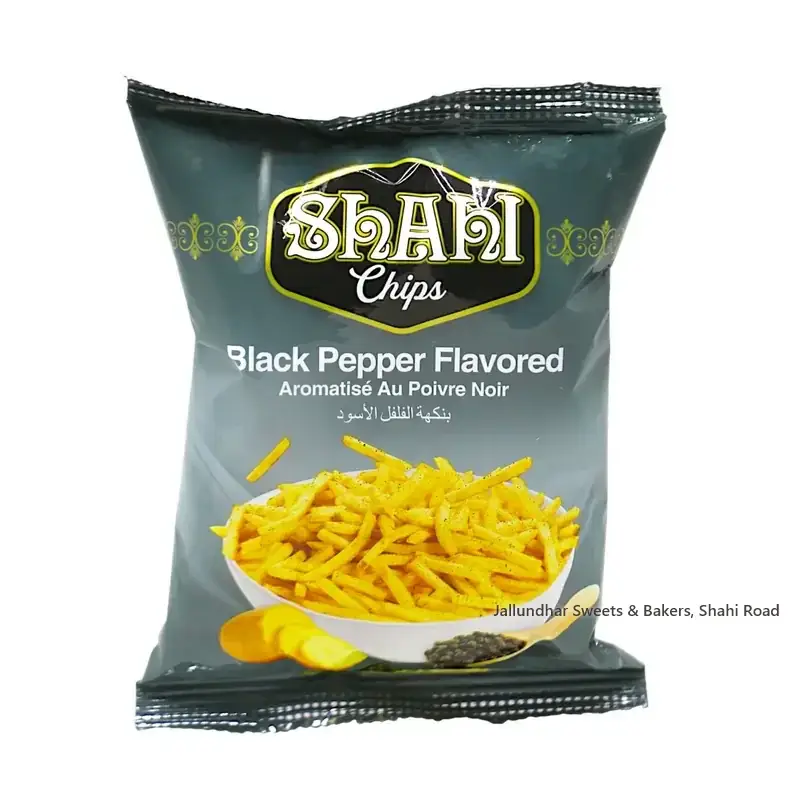 ShAhI
Chips
Black Pepper Flavored
Aromatisé Au Poivre Noir
بنكهة الفلفل الأسود
Jallundhar Sweets & Bakers, Shahi Road